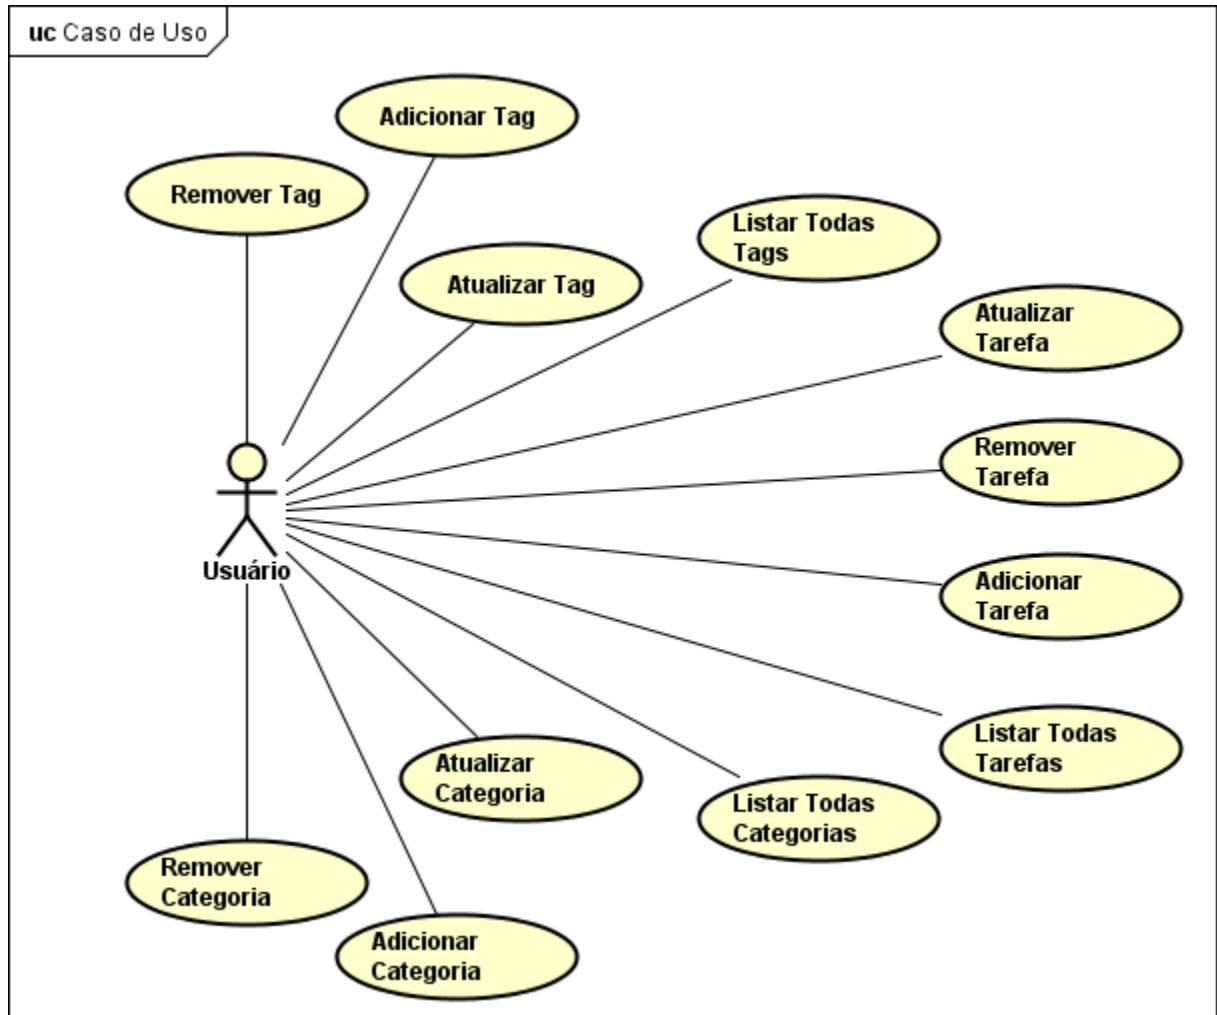 uc Caso de Uso
Adicionar Tag
Remover Tag
Listar Todas
Tags
Atualizar Tag
Atualizar
Tarefa
Remover
Tarefa
Usuário
Adicionar
Tarefa
Listar Todas
Tarefas
Atualizar
Categoria
Listar Todas
Categorias
Remover
Categoria
Adicionar
Categoria